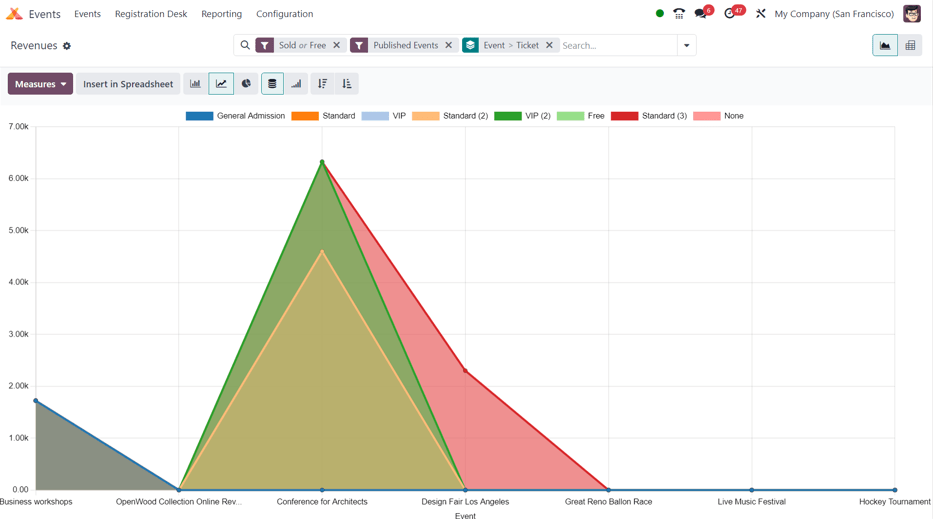 Events Events Registration Desk Reporting Configuration 6 47 My Company (San Francisco)
Revenues Sold or Free Published Events Event > Ticket Search...
Measures Insert in Spreadsheet
General Admission Standard VIP Standard (2) VIP (2) Free Standard (3) None
7.00k
6.00k
5.00k
4.00k
3.00k
2.00k
1.00k
0.00
Business workshops OpenWood Collection Online Rev... Conference for Architects Design Fair Los Angeles Great Reno Ballon Race Live Music Festival Hockey Tournament
Event